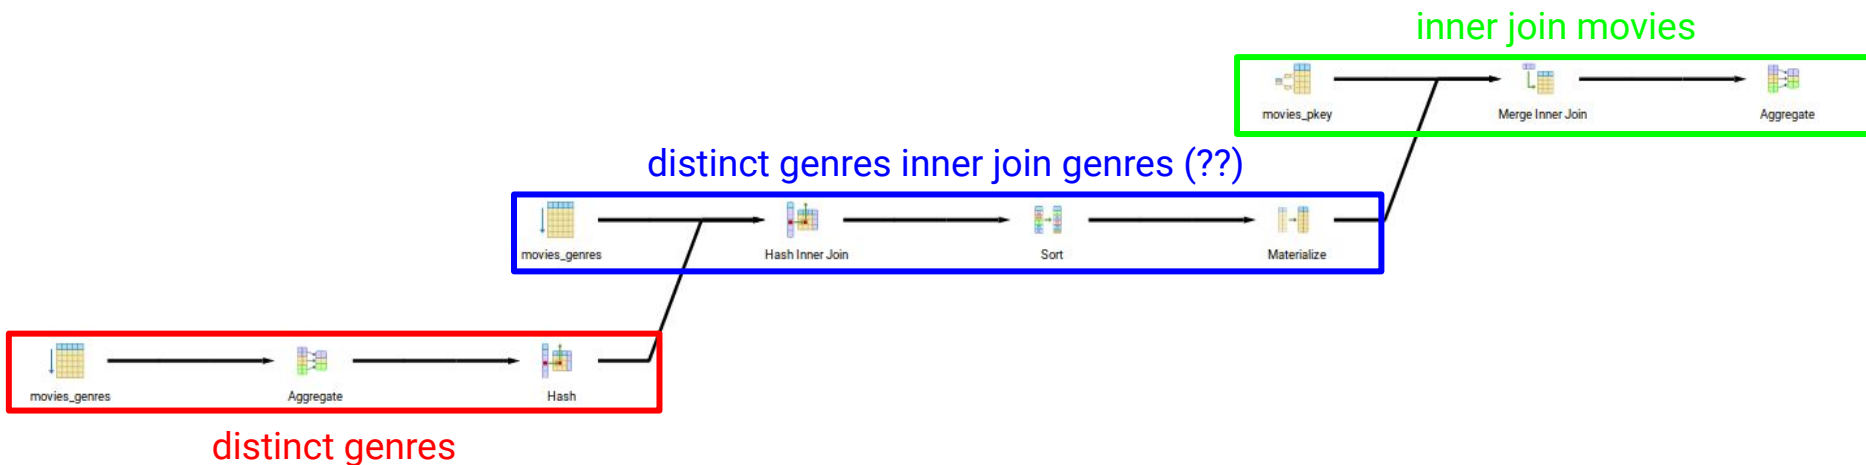 inner join movies
movies_pkey
Merge Inner Join
Aggregate
distinct genres inner join genres (??)
movies_genres
Hash Inner Join
Sort
Materialize
movies_genres
Aggregate
Hash
distinct genres